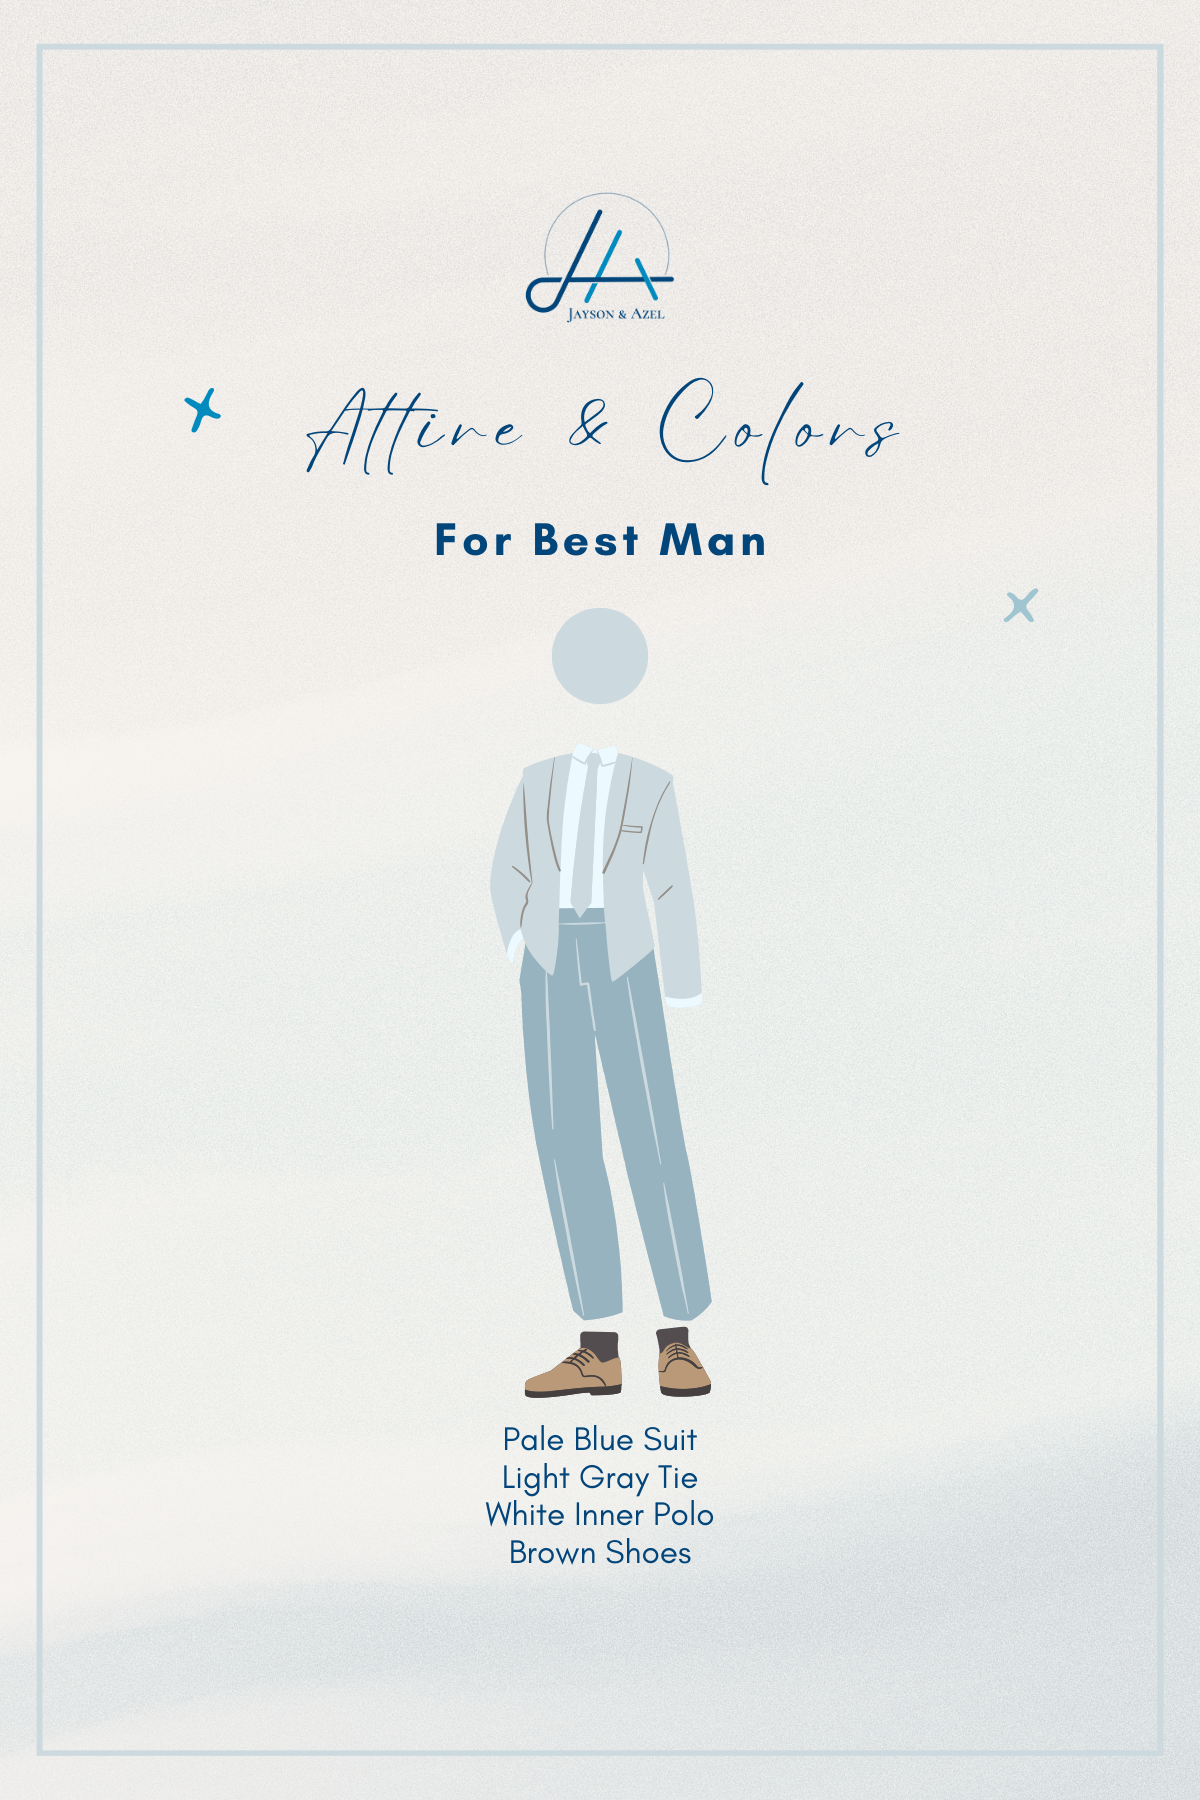 Jayson & Azel
Attire & Colors
For Best Man
Pale Blue Suit
Light Gray Tie
White Inner Polo
Brown Shoes